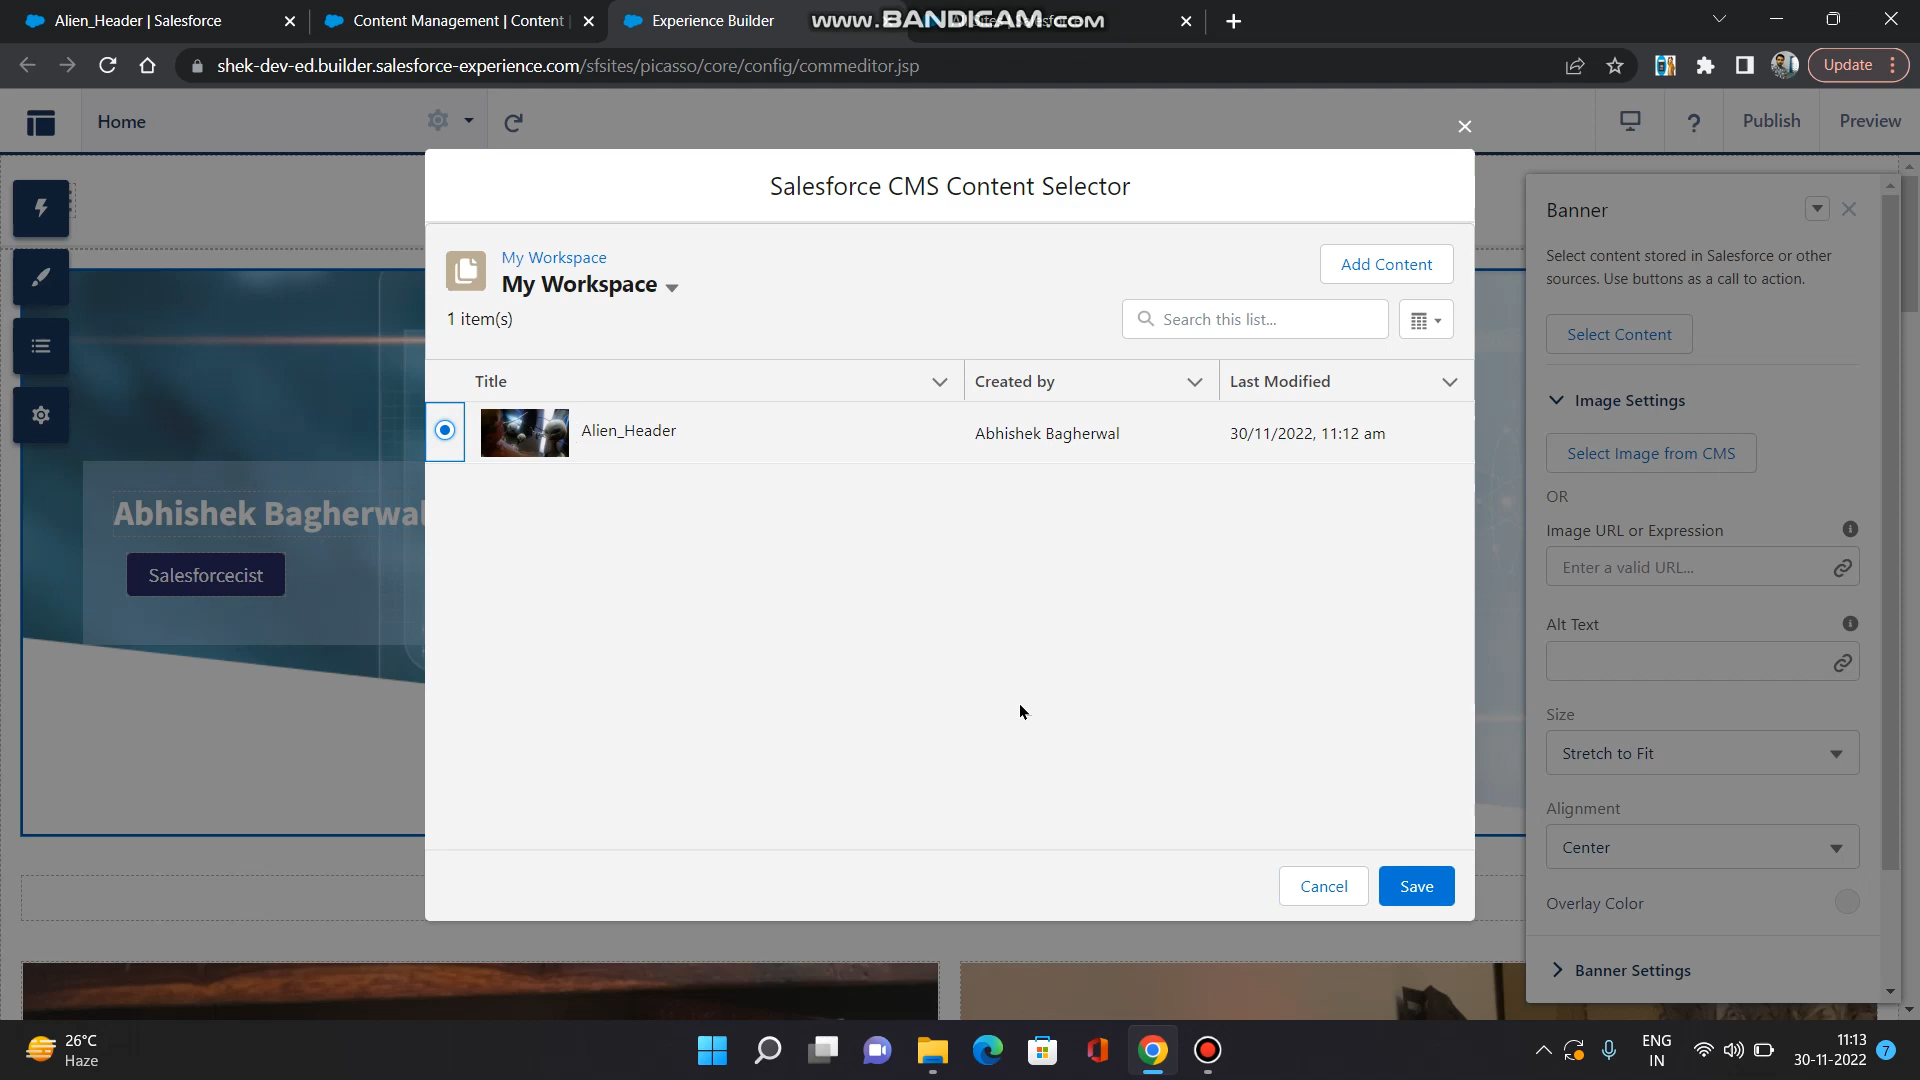 Alien_Header | Salesforce
Content Management | Content
Experience Builder
www.BANDICAM.com
shek-dev-ed.builder.salesforce-experience.com/sfsites/picasso/core/config/commeditor.jsp
Update
Home
Publish
Preview
Salesforce CMS Content Selector
My Workspace
My Workspace
Add Content
1 item(s)
Search this list...
Title
Created by
Last Modified
Alien_Header
Abhishek Bagherwal
30/11/2022, 11:12 am
Cancel
Save
Abhishek Bagherwal
Salesforcecist
Banner
Select content stored in Salesforce or other
sources. Use buttons as a call to action.
Select Content
Image Settings
Select Image from CMS
OR
Image URL or Expression
Enter a valid URL...
Alt Text
Size
Stretch to Fit
Alignment
Center
Overlay Color
Banner Settings
26°C
Haze
ENG
IN
11:13
30-11-2022
7